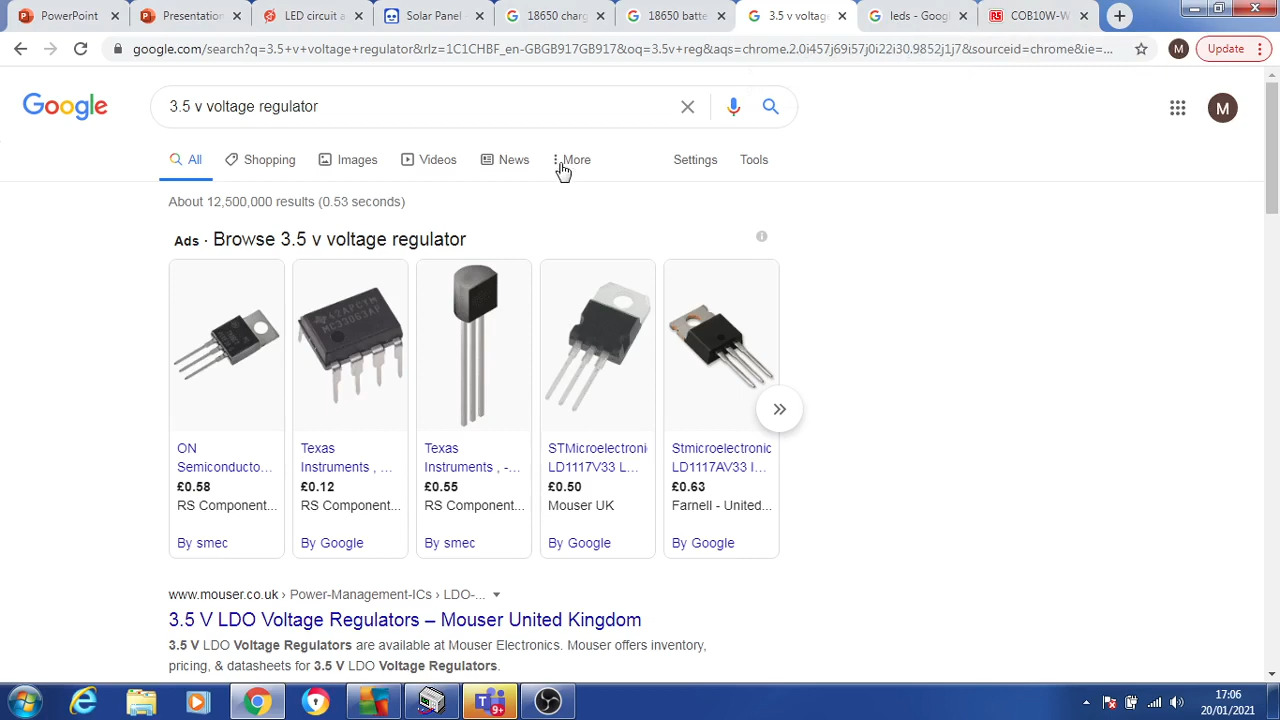 PowerPoint
Presentation
LED circuit a
Solar Panel
18650 charg
18650 batte
3.5 v voltag
leds - Goog
COB10W-W
google.com/search?q=3.5+v+voltage+regulator&rlz=1C1CHBF_en-GBGB917GB917&oq=3.5v+reg&aqs=chrome.2.0i457j69i57j0i22i30.9852j1j7&sourceid=chrome&ie=...
M
Update
Google
3.5 v voltage regulator
M
All
Shopping
Images
Videos
News
More
Settings
Tools
About 12,500,000 results (0.53 seconds)
Ads · Browse 3.5 v voltage regulator
ON
Semiconducto...
£0.58
RS Component...
By smec
Texas
Instruments , ...
£0.12
RS Component...
By Google
Texas
Instruments , -...
£0.55
RS Component...
By smec
STMicroelectroni
LD1117V33 L...
£0.50
Mouser UK
By Google
Stmicroelectronic
LD1117AV33 I...
£0.63
Farnell - United...
By Google
www.mouser.co.uk › Power-Management-ICs › LDO-...
3.5 V LDO Voltage Regulators – Mouser United Kingdom
3.5 V LDO Voltage Regulators are available at Mouser Electronics. Mouser offers inventory,
pricing, & datasheets for 3.5 V LDO Voltage Regulators.
9+
17:06
20/01/2021